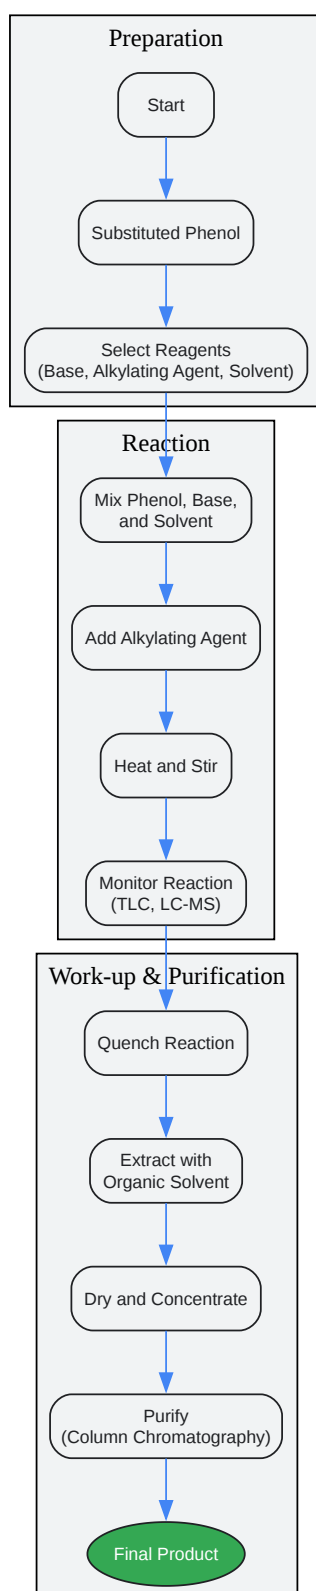 Preparation
Start
Substituted Phenol
Select Reagents
(Base, Alkylating Agent, Solvent)
Reaction
Mix Phenol, Base,
and Solvent
Add Alkylating Agent
Heat and Stir
Monitor Reaction
(TLC, LC-MS)
Work-up & Purification
Quench Reaction
Extract with
Organic Solvent
Dry and Concentrate
Purify
(Column Chromatography)
Final Product